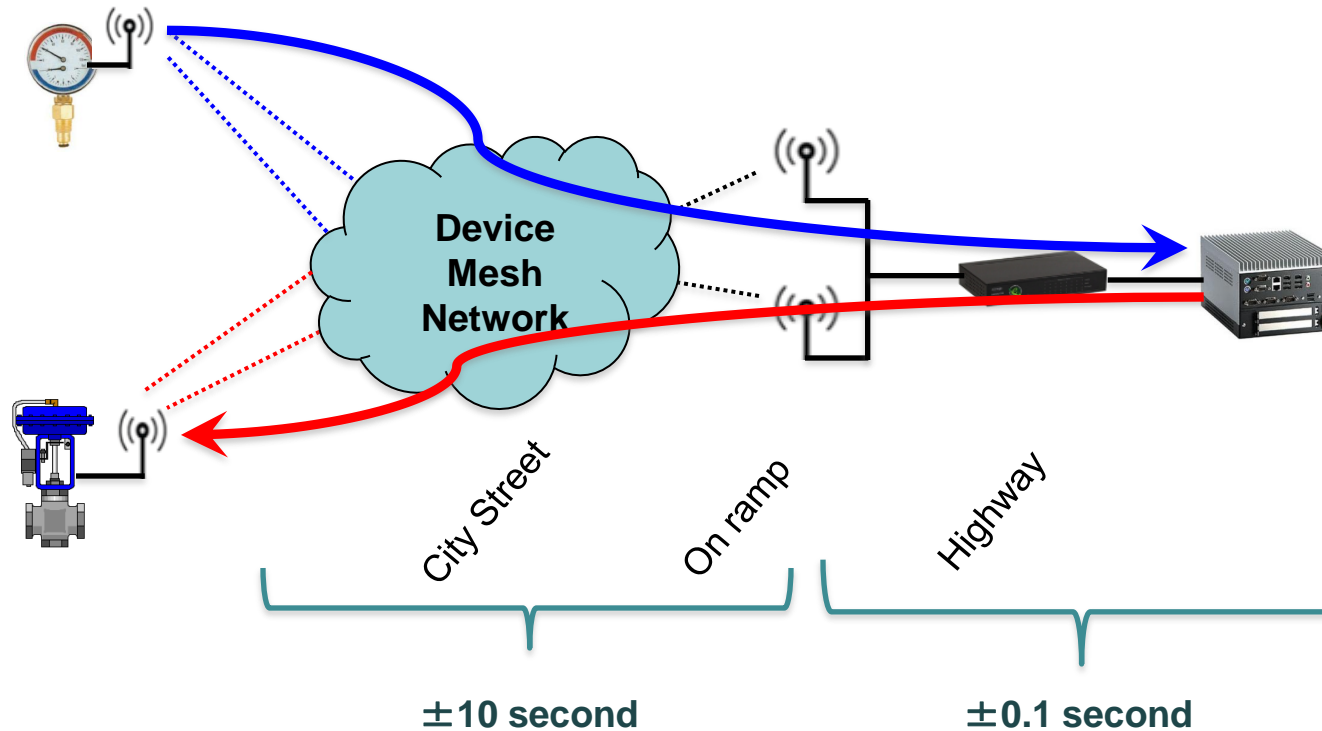 Device
Mesh
Network
City Street
On ramp
Highway
±10 second
±0.1 second